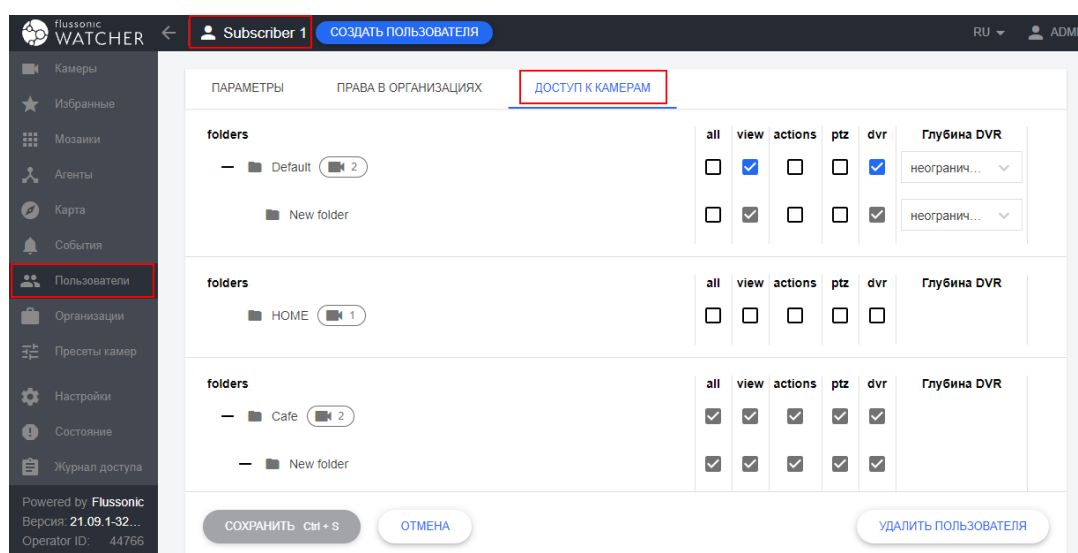 flussonic
WATCHER
Subscriber 1
СОЗДАТЬ ПОЛЬЗОВАТЕЛЯ
RU
ADMI
Камеры
Избранные
Мозаики
Агенты
Карта
События
Пользователи
Организации
Пресеты камер
Настройки
Состояние
Журнал доступа
Powered by Flussonic
Версия: 21.09.1-32...
Operator ID: 44766
ПАРАМЕТРЫ ПРАВА В ОРГАНИЗАЦИЯХ ДОСТУП К КАМЕРАМ
folders all view actions ptz dvr Глубина DVR
Default 2 неогранич...
New folder неогранич...
folders all view actions ptz dvr Глубина DVR
HOME 1
folders all view actions ptz dvr Глубина DVR
Cafe 2
New folder
СОХРАНИТЬ Ctrl + S ОТМЕНА УДАЛИТЬ ПОЛЬЗОВАТЕЛЯ